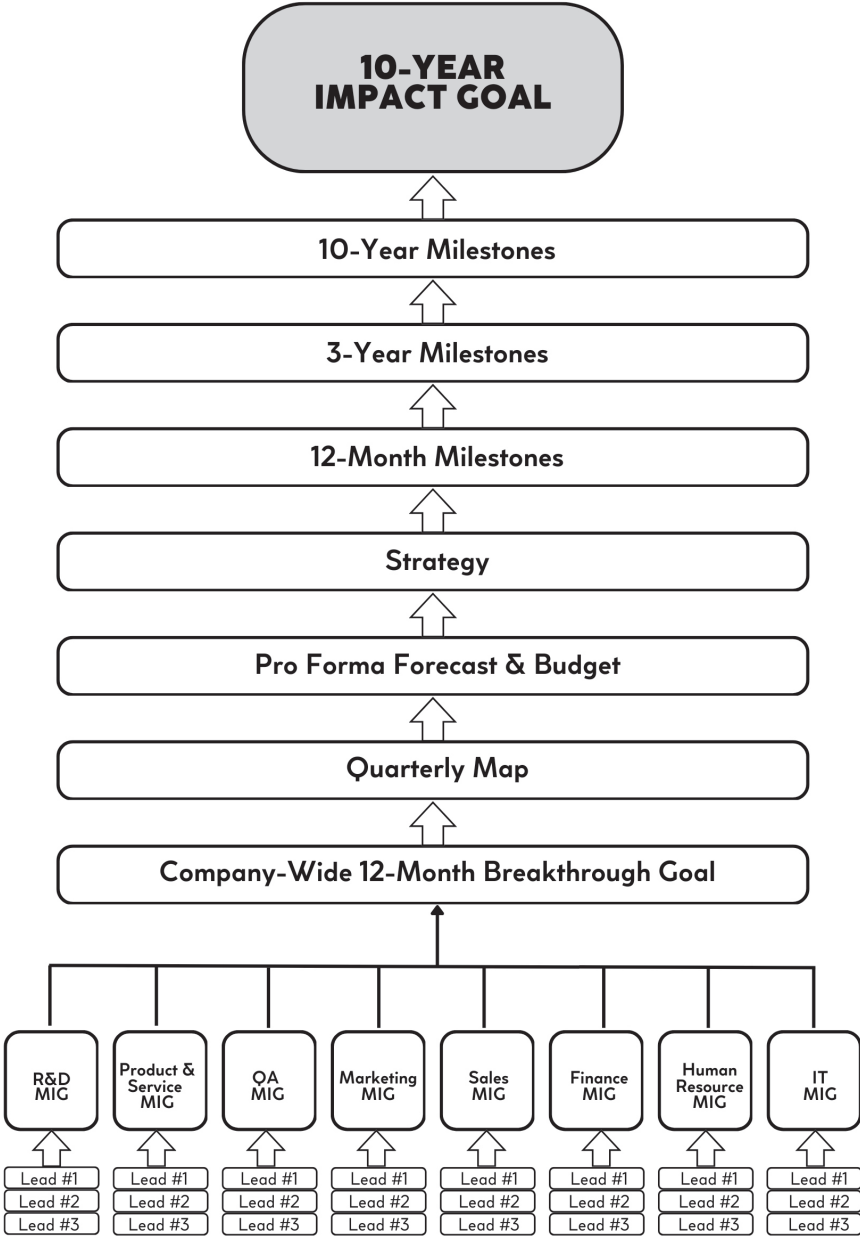 10-YEAR
IMPACT GOAL
10-Year Milestones
3-Year Milestones
12-Month Milestones
Strategy
Pro Forma Forecast & Budget
Quarterly Map
Company-Wide 12-Month Breakthrough Goal
R&D
MIG
Product &
Service
MIG
QA
MIG
Marketing
MIG
Sales
MIG
Finance
MIG
Human
Resource
MIG
IT
MIG
Lead #1
Lead #2
Lead #3
Lead #1
Lead #2
Lead #3
Lead #1
Lead #2
Lead #3
Lead #1
Lead #2
Lead #3
Lead #1
Lead #2
Lead #3
Lead #1
Lead #2
Lead #3
Lead #1
Lead #2
Lead #3
Lead #1
Lead #2
Lead #3